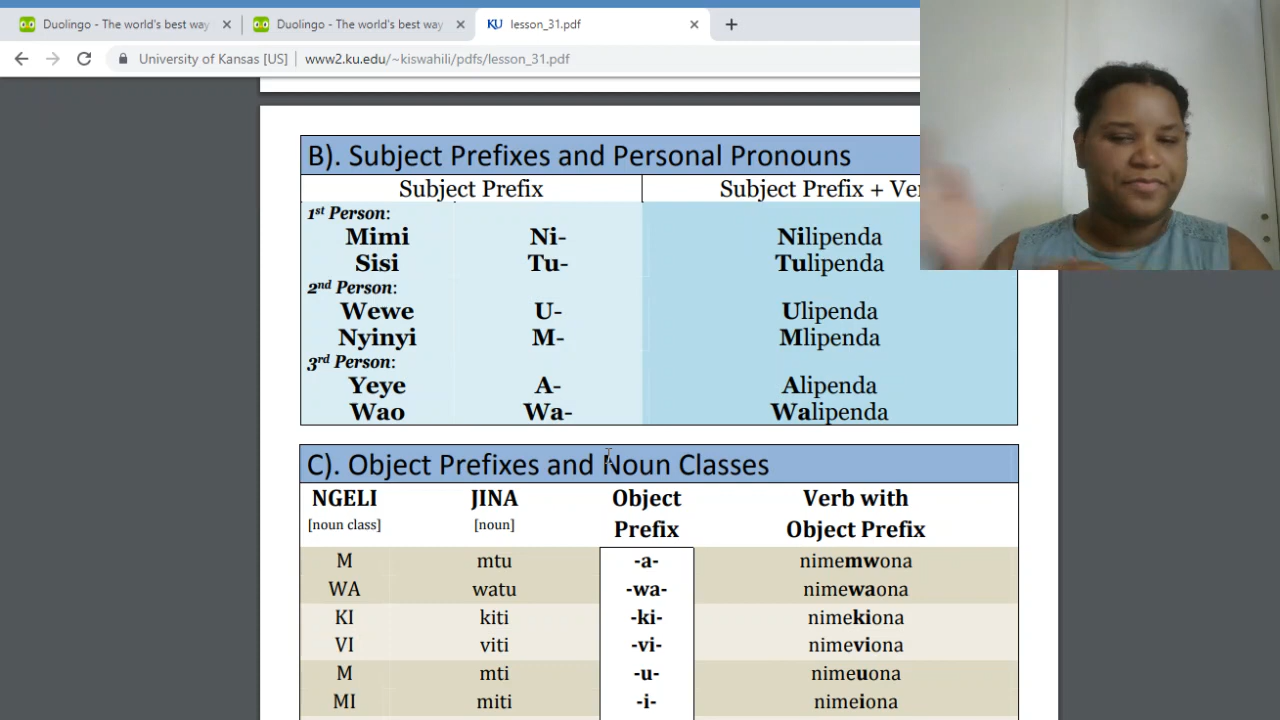 Duolingo - The world's best way
Duolingo - The world's best way
KU lesson_31.pdf
University of Kansas [US] | www2.ku.edu/~kiswahili/pdfs/lesson_31.pdf
B). Subject Prefixes and Personal Pronouns
Subject Prefix Subject Prefix + Ve
1st Person:
Mimi Ni- Nilipenda
Sisi Tu- Tulipenda
2nd Person:
Wewe U- Ulipenda
Nyinyi M- Mlipenda
3rd Person:
Yeye A- Alipenda
Wao Wa- Walipenda
C). Object Prefixes and Noun Classes
NGELI JINA Object Verb with
[noun class] [noun] Prefix Object Prefix
M mtu -a- nimemwona
WA watu -wa- nimewaona
KI kiti -ki- nimekiona
VI viti -vi- nimeviona
M mti -u- nimeuona
MI miti -i- nimeiona